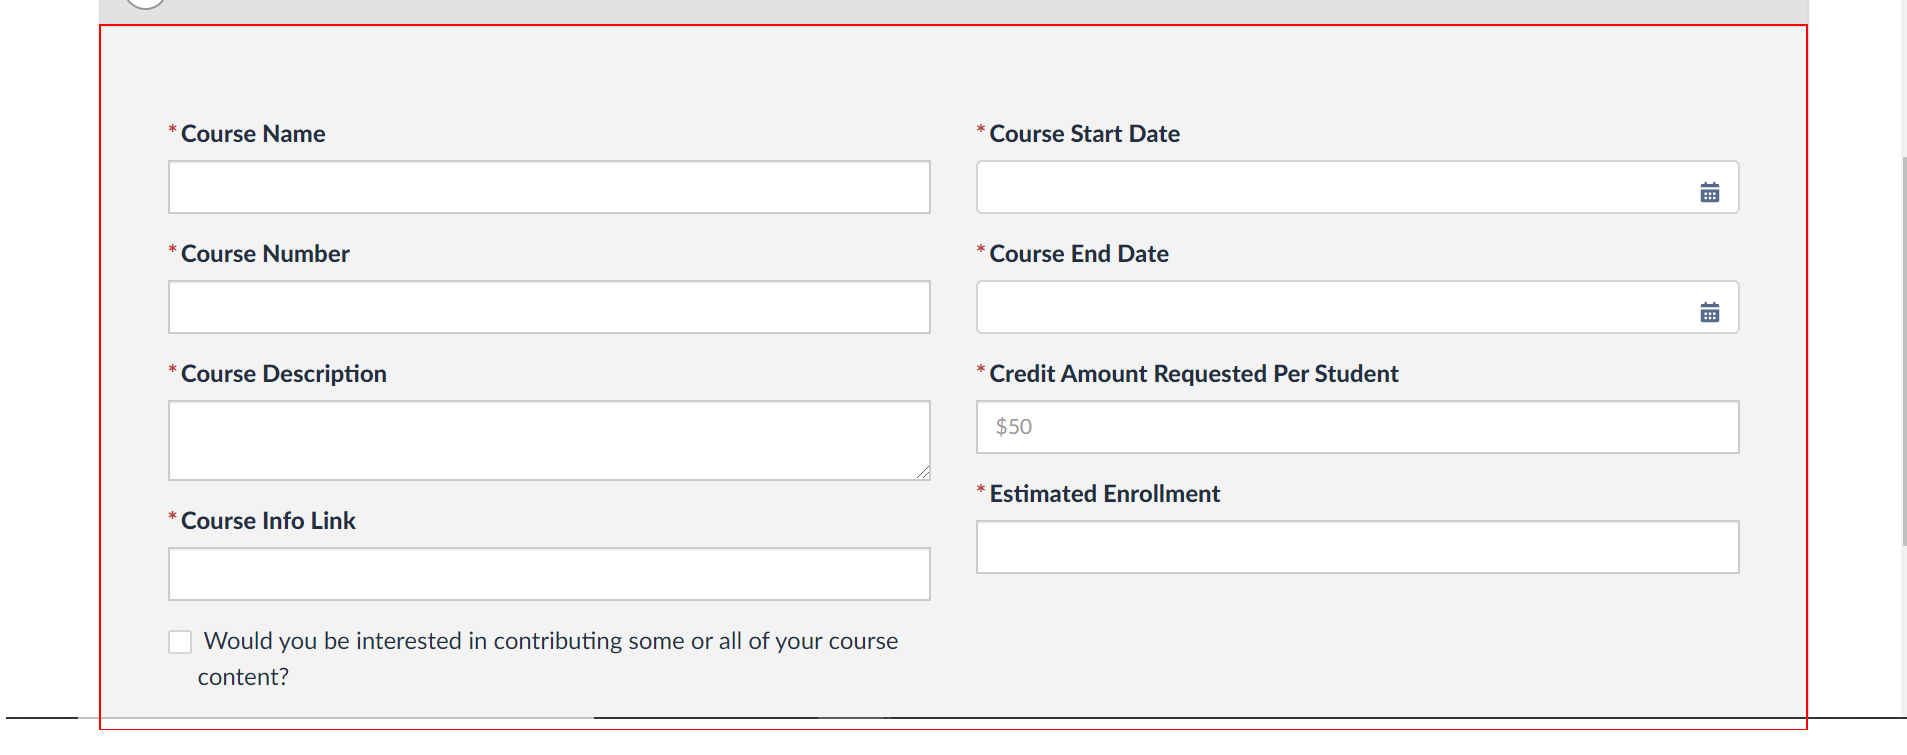 * Course Name
* Course Number
* Course Description
* Course Info Link
Would you be interested in contributing some or all of your course
content?
* Course Start Date
* Course End Date
* Credit Amount Requested Per Student
$50
* Estimated Enrollment